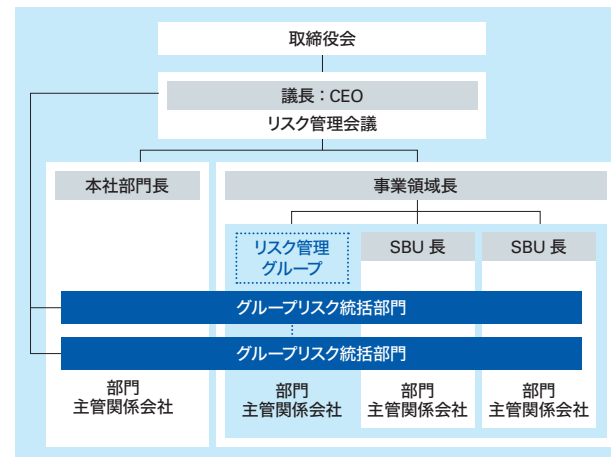 取締役会
議長：CEO
リスク管理会議
本社部門長
事業領域長
リスク管理
グループ
SBU 長
SBU 長
グループリスク統括部門
グループリスク統括部門
部門
主管関係会社
部門
主管関係会社
部門
主管関係会社
部門
主管関係会社